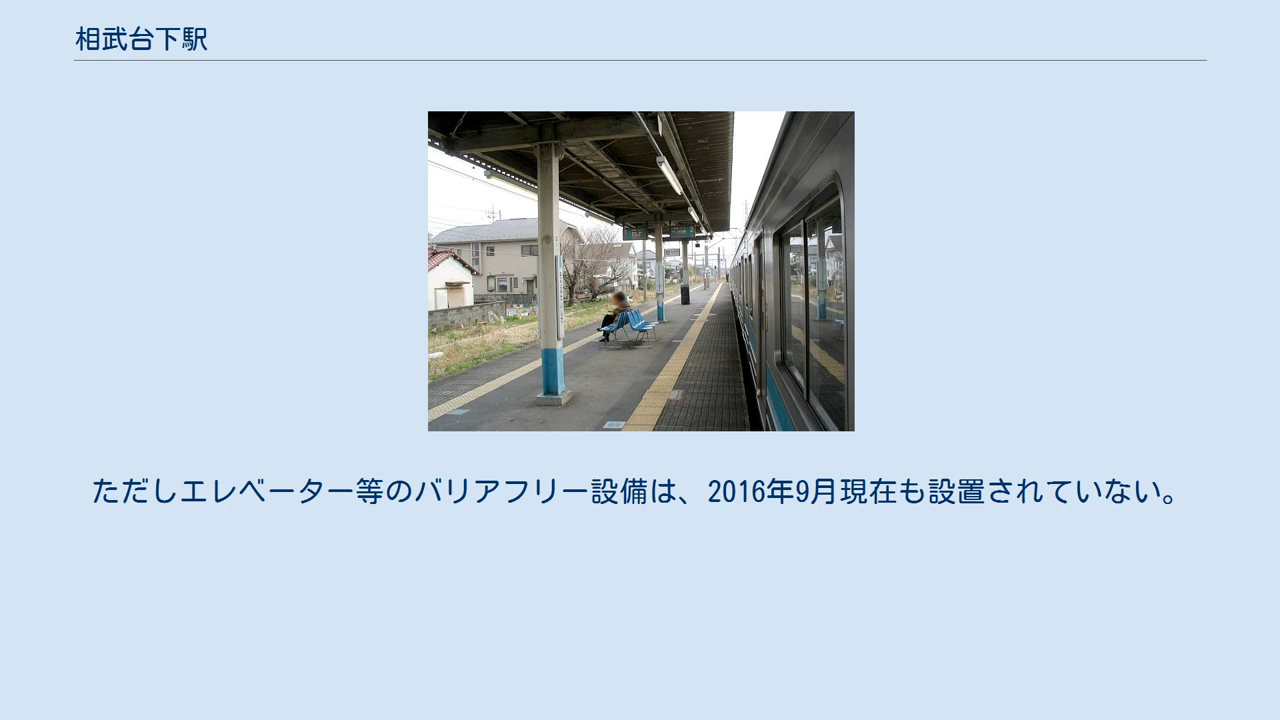 相武台下駅
ただしエレベーター等のバリアフリー設備は、2016年9月現在も設置されていない。